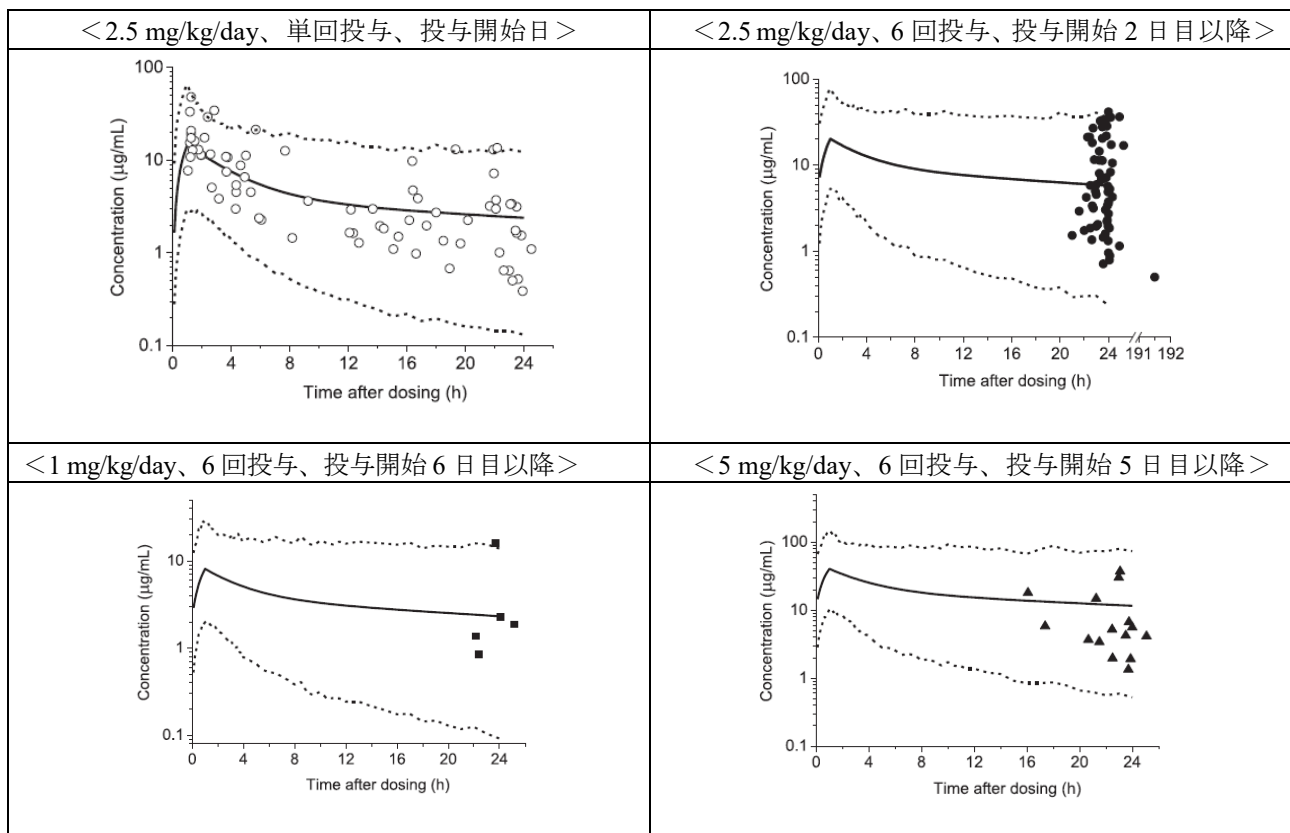 ＜2.5 mg/kg/day、単回投与、投与開始日＞
＜2.5 mg/kg/day、6 回投与、投与開始 2 日目以降＞
100
10
1
0.1
Concentration (μg/mL)
0 4 8 12 16 20 24
Time after dosing (h)
100
10
1
0.1
Concentration (μg/mL)
0 4 8 12 16 20 24 191 192
Time after dosing (h)
＜1 mg/kg/day、6 回投与、投与開始 6 日目以降＞
＜5 mg/kg/day、6 回投与、投与開始 5 日目以降＞
10
1
0.1
Concentration (μg/mL)
0 4 8 12 16 20 24
Time after dosing (h)
100
10
1
0.1
Concentration (μg/mL)
0 4 8 12 16 20 24
Time after dosing (h)